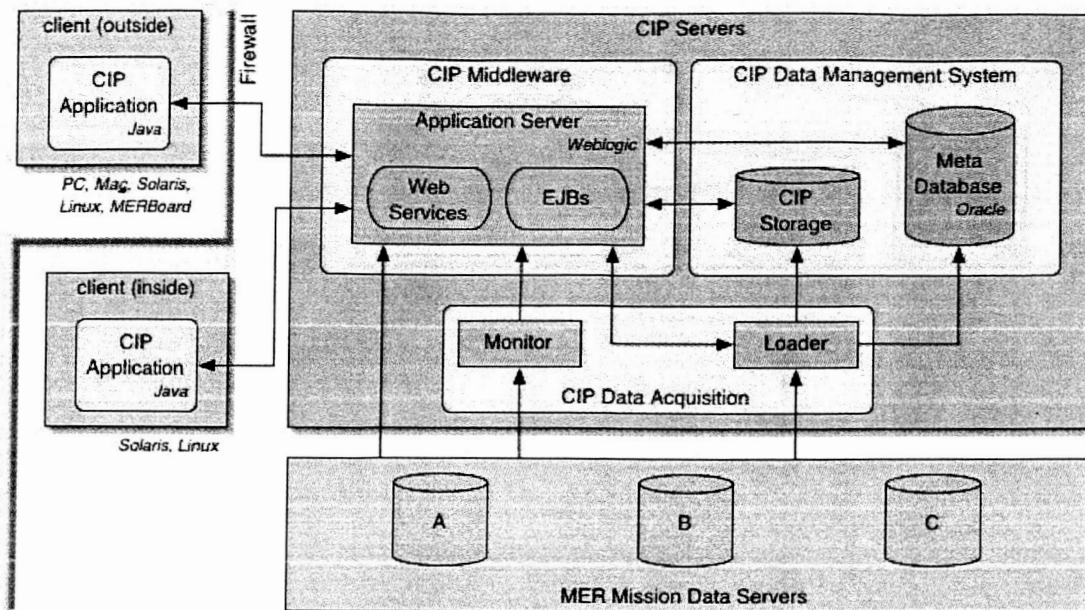 client (outside)
CIP
Application
Java
PC, Mac, Solaris,
Linux, MERBoard
Firewall
client (inside)
CIP
Application
Java
Solaris, Linux
CIP Servers
CIP Middleware
Application Server
Weblogic
Web
Services
EJBs
CIP Data Management System
Meta
Database
Oracle
CIP
Storage
Monitor
Loader
CIP Data Acquisition
A
B
C
MER Mission Data Servers